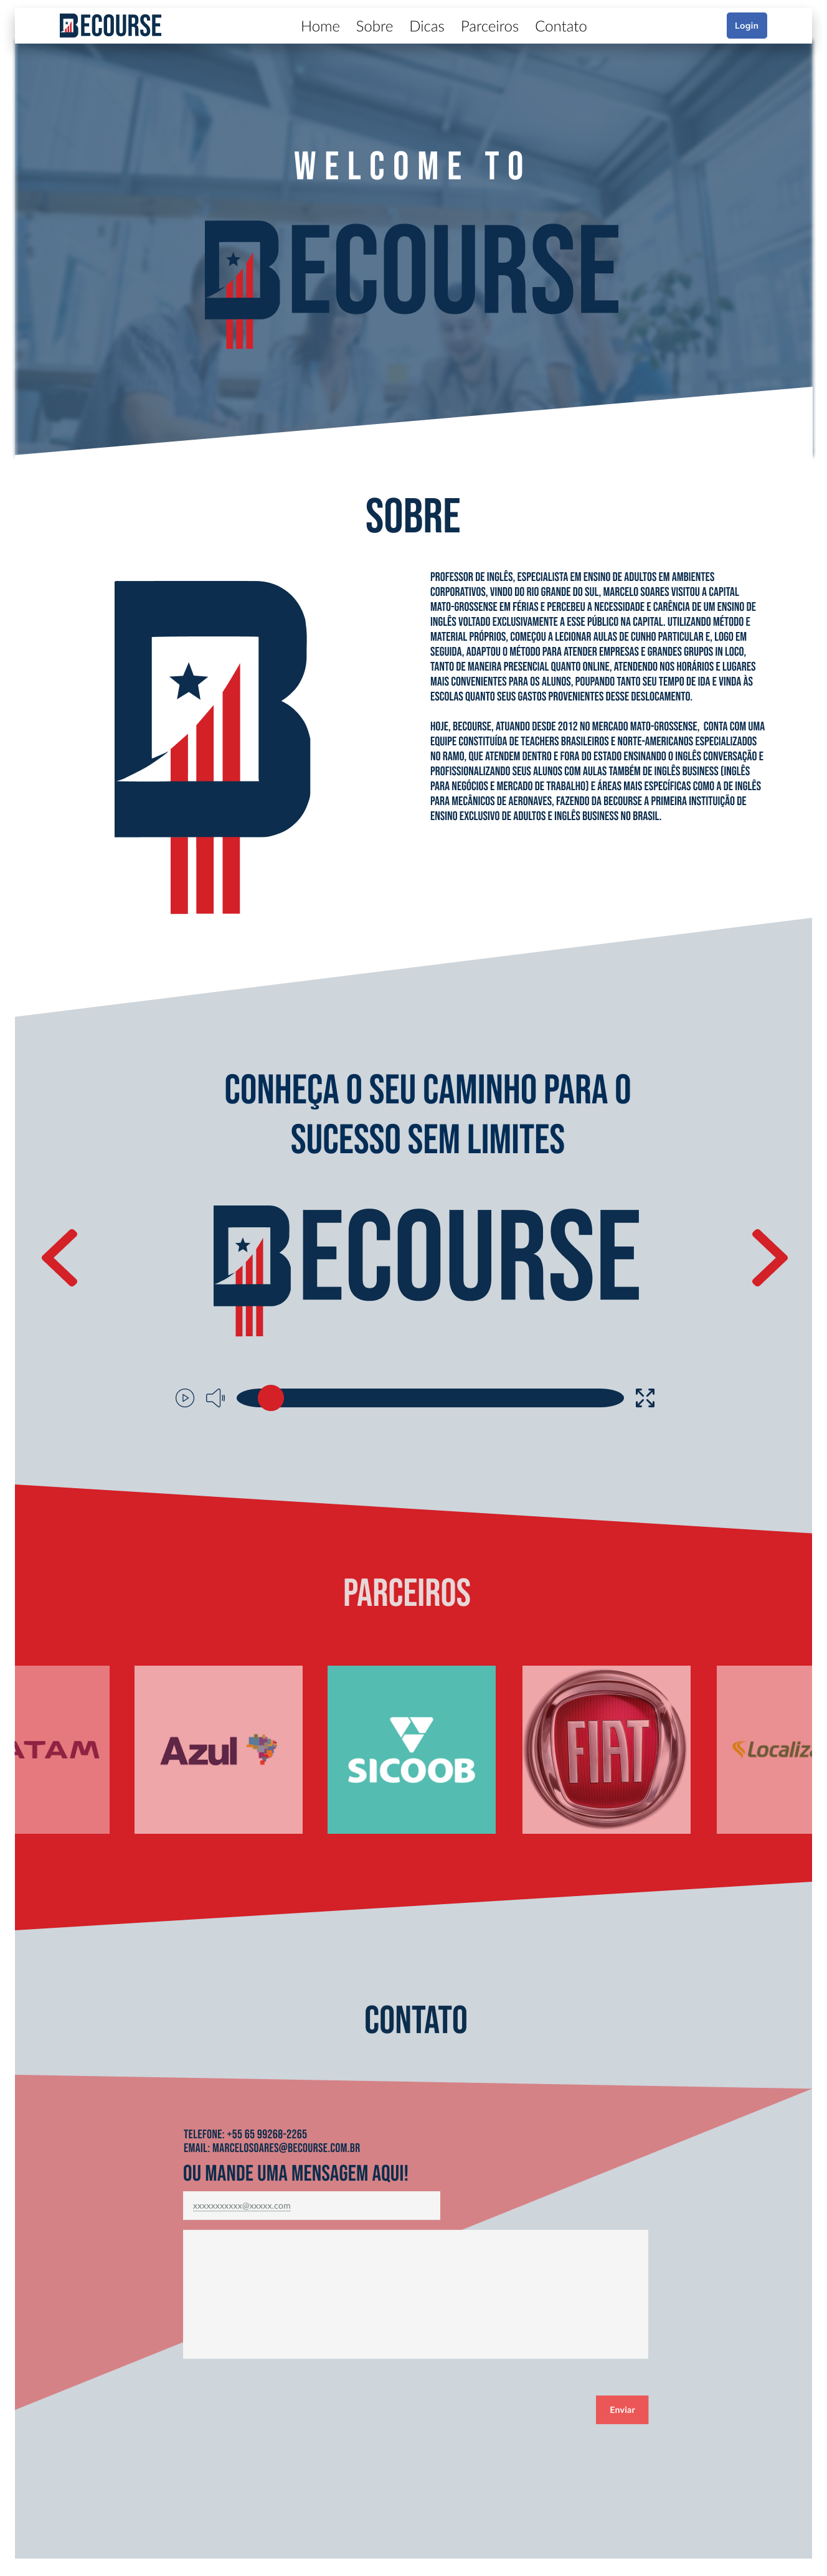 BECOURSE
Home Sobre Dicas Parceiros Contato
Login
WELCOME TO
BECOURSE
SOBRE
PROFESSOR DE INGLÊS, ESPECIALISTA EM ENSINO DE ADULTOS EM AMBIENTES
CORPORATIVOS, VINDO DO RIO GRANDE DO SUL, MARCELO SOARES VISITOU A CAPITAL
MATO-GROSSENSE EM FÉRIAS E PERCEBEU A NECESSIDADE E CARÊNCIA DE UM ENSINO DE
INGLÊS VOLTADO EXCLUSIVAMENTE A ESSE PÚBLICO NA CAPITAL. UTILIZANDO MÉTODO E
MATERIAL PRÓPRIOS, COMEÇOU A LECIONAR AULAS DE CUNHO PARTICULAR E, LOGO EM
SEGUIDA, ADAPTOU O MÉTODO PARA ATENDER EMPRESAS E GRANDES GRUPOS IN LOCO,
TANTO DE MANEIRA PRESENCIAL QUANTO ONLINE, ATENDENDO NOS HORÁRIOS E LUGARES
MAIS CONVENIENTES PARA OS ALUNOS, POUPANDO TANTO SEU TEMPO DE IDA E VINDA ÀS
ESCOLAS QUANTO SEUS GASTOS PROVENIENTES DESSE DESLOCAMENTO.
HOJE, BECOURSE, ATUANDO DESDE 2012 NO MERCADO MATO-GROSSENSE, CONTA COM UMA
EQUIPE CONSTITUÍDA DE TEACHERS BRASILEIROS E NORTE-AMERICANOS ESPECIALIZADOS
NO RAMO, QUE ATENDEM DENTRO E FORA DO ESTADO ENSINANDO O INGLÊS CONVERSAÇÃO E
PROFISSIONALIZANDO SEUS ALUNOS COM AULAS TAMBÉM DE INGLÊS BUSINESS (INGLÊS
PARA NEGÓCIOS E MERCADO DE TRABALHO) E ÁREAS MAIS ESPECÍFICAS COMO A DE INGLÊS
PARA MECÂNICOS DE AERONAVES, FAZENDO DA BECOURSE A PRIMEIRA INSTITUIÇÃO DE
ENSINO EXCLUSIVO DE ADULTOS E INGLÊS BUSINESS NO BRASIL.
CONHEÇA O SEU CAMINHO PARA O
SUCESSO SEM LIMITES
BECOURSE
PARCEIROS
ATAM
Azul
SICOOB
FIAT
Localiza
CONTATO
TELEFONE: +55 65 99268-2265
EMAIL: MARCELOSOARES@BECOURSE.COM.BR
OU MANDE UMA MENSAGEM AQUI!
xxxxxxxxxxx@xxxxx.com
Enviar